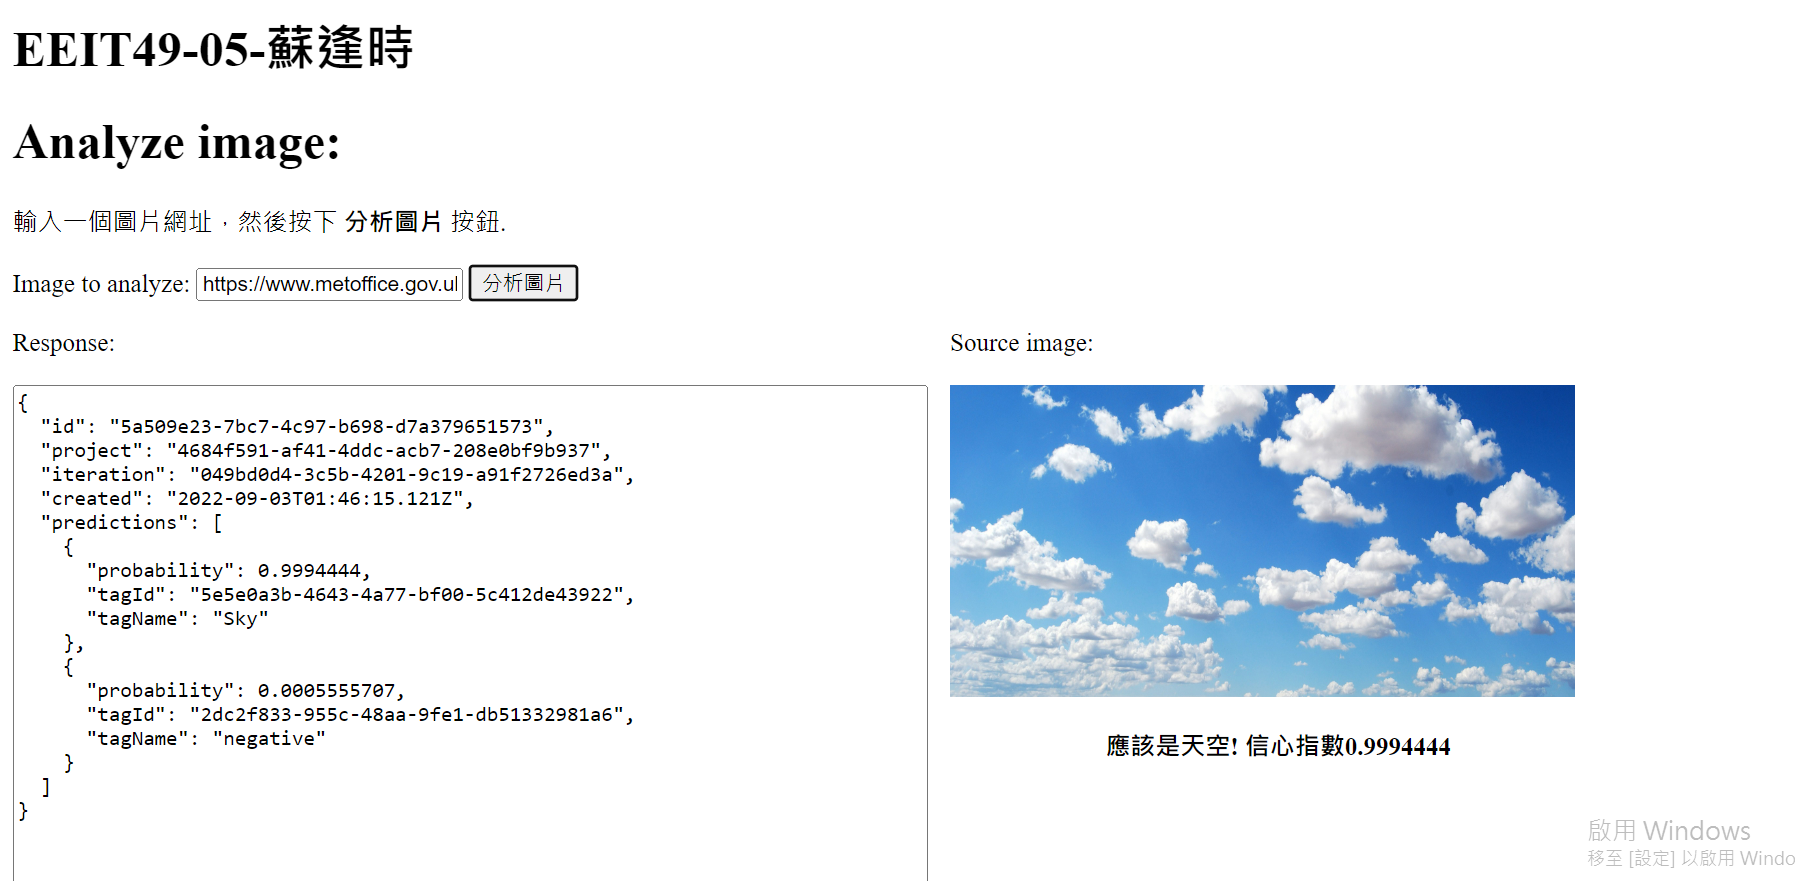 EEIT49-05-蘇逢時
Analyze image:
輸入一個圖片網址，然後按下 分析圖片 按鈕.
Image to analyze: https://www.metoffice.gov.ul 分析圖片
Response:
{
  "id": "5a509e23-7bc7-4c97-b698-d7a379651573",
  "project": "4684f591-af41-4ddc-acb7-208e0bf9b937",
  "iteration": "049bd0d4-3c5b-4201-9c19-a91f2726ed3a",
  "created": "2022-09-03T01:46:15.121Z",
  "predictions": [
    {
      "probability": 0.9994444,
      "tagId": "5e5e0a3b-4643-4a77-bf00-5c412de43922",
      "tagName": "Sky"
    },
    {
      "probability": 0.0005555707,
      "tagId": "2dc2f833-955c-48aa-9fe1-db51332981a6",
      "tagName": "negative"
    }
  ]
}
Source image:
應該是天空! 信心指數0.9994444
啟用 Windows
移至 [設定] 以啟用 Windo